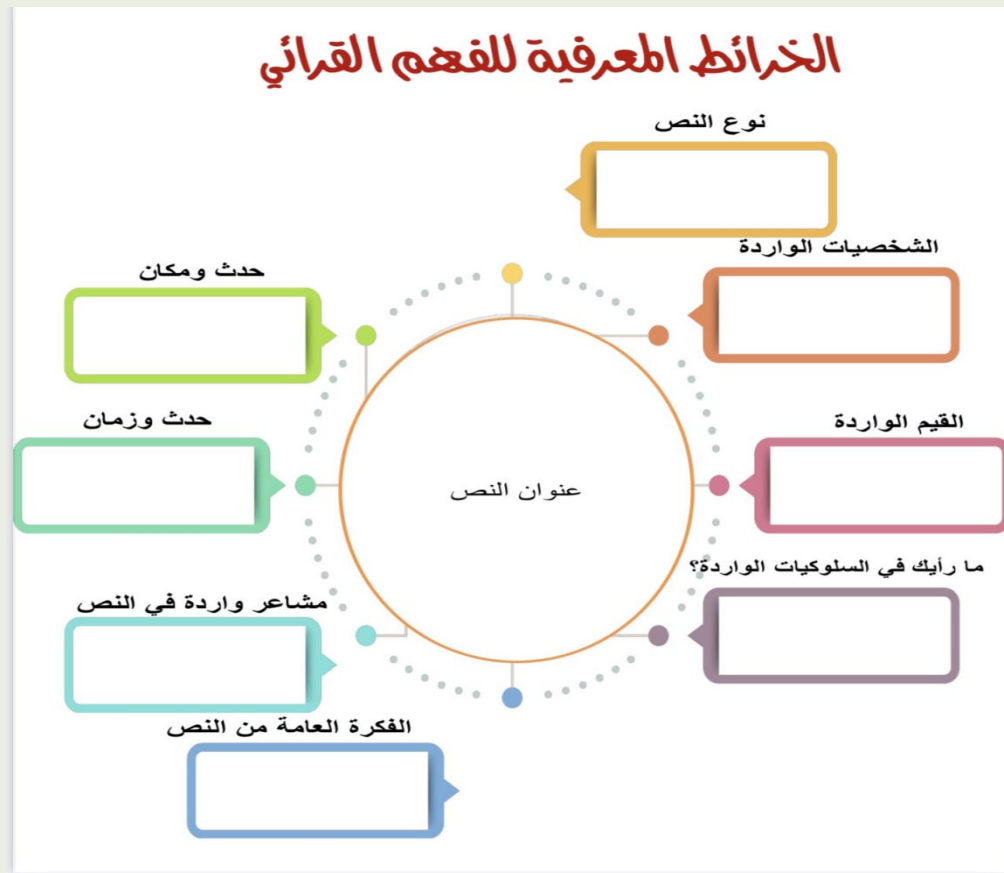 الخرائط المعرفية للفهم القرائي
نوع النص
الشخصيات الواردة
حدث ومكان
القيم الواردة
حدث وزمان
عنوان النص
ما رأيك في السلوكيات الواردة؟
مشاعر واردة في النص
الفكرة العامة من النص